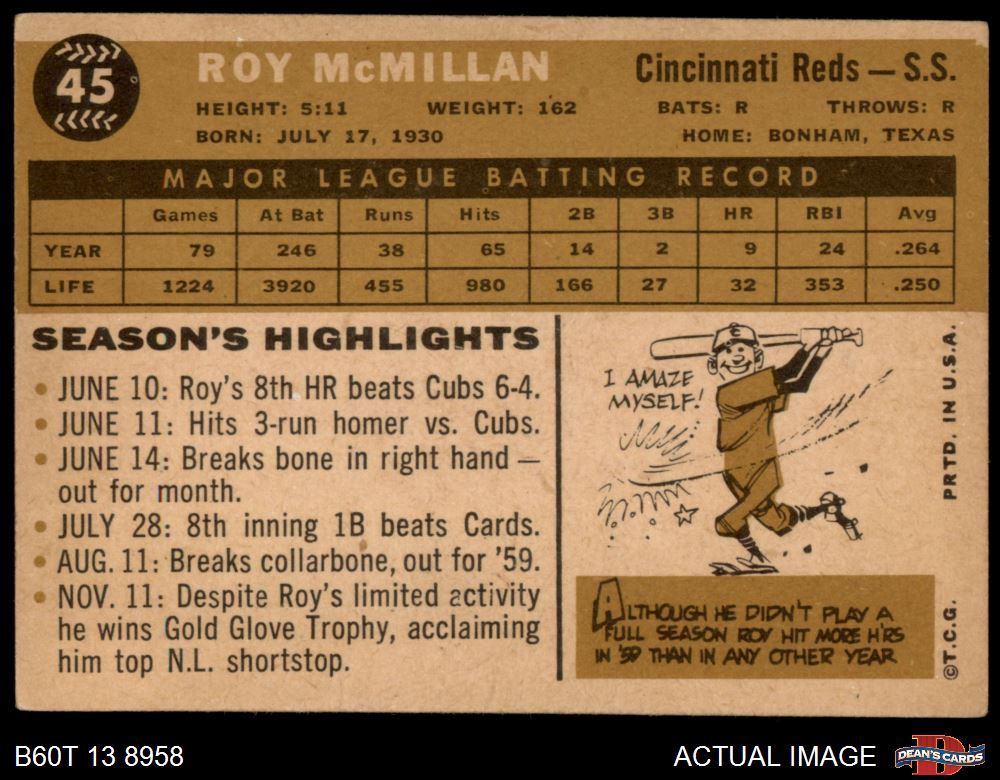 45
ROY McMILLAN
Cincinnati Reds — S.S.
HEIGHT: 5:11 WEIGHT: 162 BATS: R THROWS: R
BORN: JULY 17, 1930 HOME: BONHAM, TEXAS
MAJOR LEAGUE BATTING RECORD
Games At Bat Runs Hits 2B 3B HR RBI Avg
YEAR 79 246 38 65 14 2 9 24 .264
LIFE 1224 3920 455 980 166 27 32 353 .250
SEASON'S HIGHLIGHTS
• JUNE 10: Roy's 8th HR beats Cubs 6-4.
• JUNE 11: Hits 3-run homer vs. Cubs.
• JUNE 14: Breaks bone in right hand —
out for month.
• JULY 28: 8th inning 1B beats Cards.
• AUG. 11: Breaks collarbone, out for '59.
• NOV. 11: Despite Roy's limited activity
he wins Gold Glove Trophy, acclaiming
him top N.L. shortstop.
C
I AMAZE
MYSELF!
ALTHOUGH HE DIDN'T PLAY A
FULL SEASON ROY HIT MORE HRS
IN '59 THAN IN ANY OTHER YEAR
©T.C.G. PRTD. IN U.S.A.
B60T 13 8958
ACTUAL IMAGE
D
DEAN'S CARDS